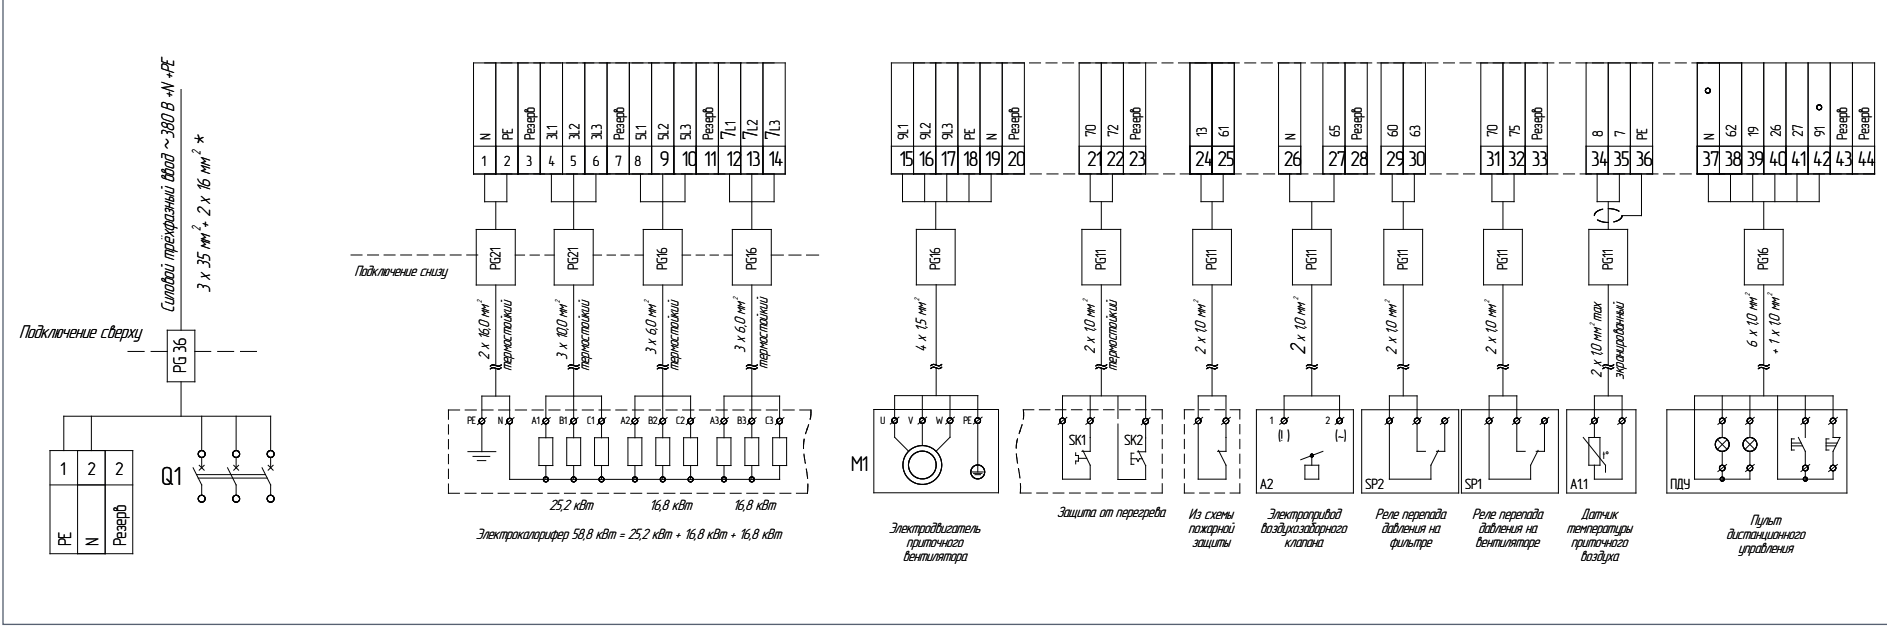 Силовой трёхфазный ввод ~380 В +N +PE
3 x 35 мм² + 2 x 16 мм² *
Подключение сверху
PG 36
1 2 2
PE N Резерв
Q1
N PE Резерв 3L1 3L2 3L3 Резерв 5L1 5L2 5L3 Резерв 7L1 7L2 7L3
1 2 3 4 5 6 7 8 9 10 11 12 13 14
Подключение снизу
PG21 PG21 PG16 PG16
2 x 16,0 мм² термостойкий
3 x 10,0 мм² термостойкий
3 x 6,0 мм² термостойкий
3 x 6,0 мм² термостойкий
PE N A1 B1 C1 A2 B2 C2 A3 B3 C3
25,2 кВт 16,8 кВт 16,8 кВт
Электрокалорифер 58,8 кВт = 25,2 кВт + 16,8 кВт + 16,8 кВт
9L1 9L2 9L3 PE N Резерв
15 16 17 18 19 20
PG16
4 x 1,5 мм²
U V W PE
M1
Электродвигатель
приточного
вентилятора
70 72 Резерв
21 22 23
PG11
2 x 1,0 мм²
термостойкий
SK1 SK2
Защита от перегрева
13 61
24 25
PG11
2 x 1,0 мм²
Из схемы
пожарной
защиты
N 65 Резерв
26 27 28
PG11
2 x 1,0 мм²
1 2
(!) (~)
A2
Электропривод
воздухозаборного
клапана
60 63
29 30
PG11
2 x 1,0 мм²
SP2
Реле перепада
давления на
фильтре
70 75 Резерв
31 32 33
PG11
2 x 1,0 мм²
SP1
Реле перепада
давления на
вентиляторе
8 7 PE
34 35 36
PG11
2 x 1,0 мм² max
экранированный
t°
A1.1
Датчик
температуры
приточного
воздуха
N 62 19 26 27 91 Резерв Резерв
37 38 39 40 41 42 43 44
PG16
6 x 1,0 мм²
+ 1 x 1,0 мм²
ПДУ
Пульт
дистанционного
управления